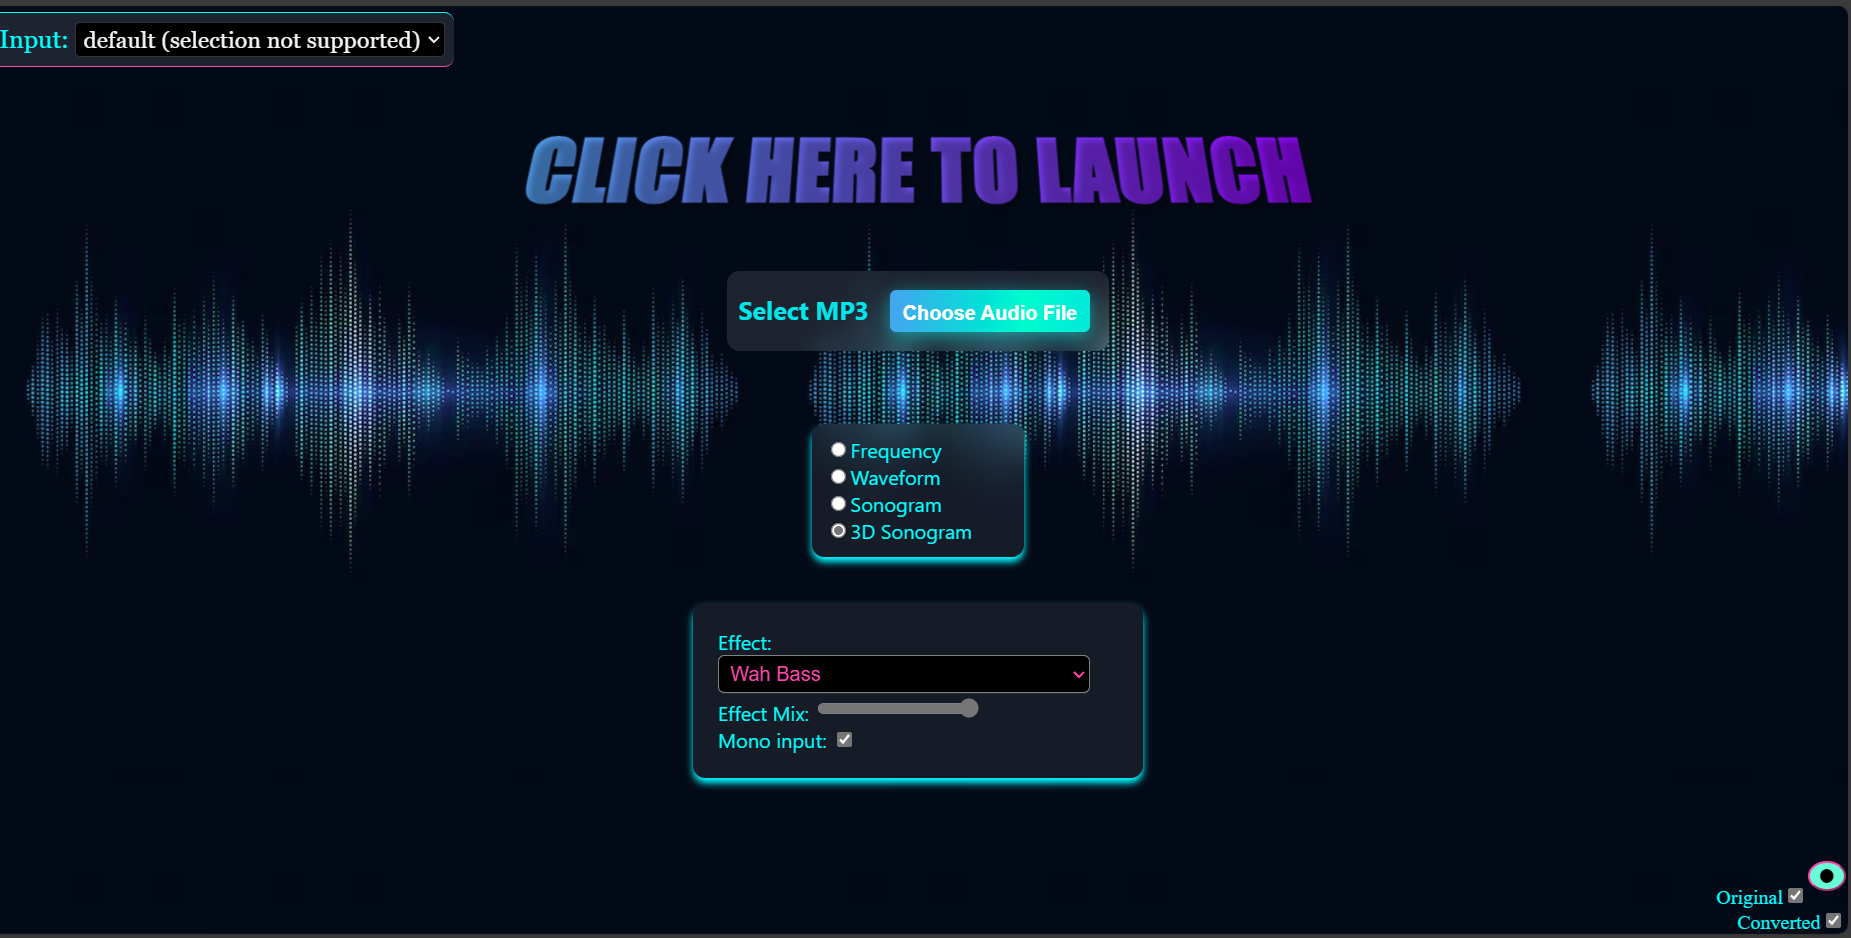 Input: default (selection not supported)
CLICK HERE TO LAUNCH
Select MP3 Choose Audio File
Frequency
Waveform
Sonogram
3D Sonogram
Effect:
Wah Bass
Effect Mix:
Mono input:
Original
Converted